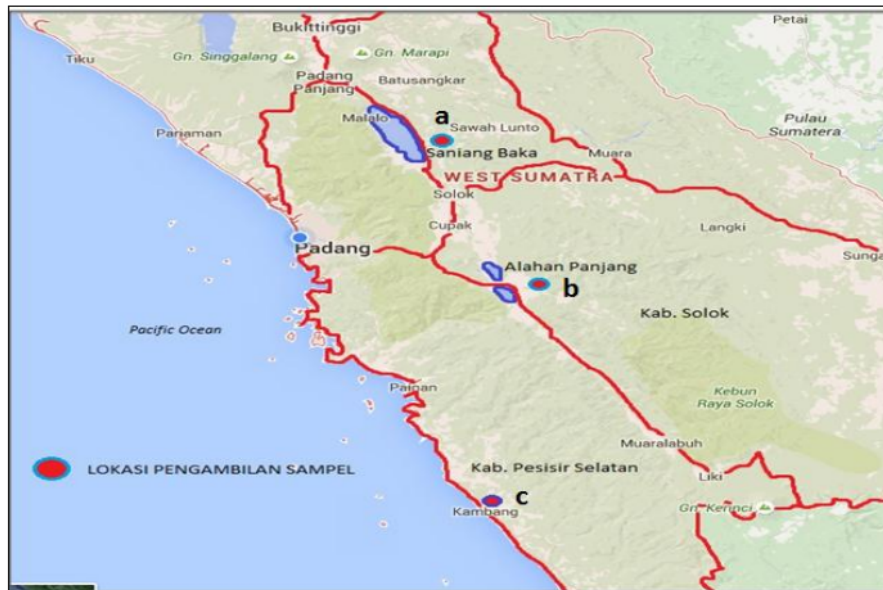 Petai
Bukittinggi
Tiku
Gn. Singgalang
Gn. Marapi
Padang
Panjang
Batusangkar
a
Malalo
Sawah Lunto
Pulau
Sumatera
Pariaman
Saniang Baka
Muara
WEST SUMATRA
Solok
Cupak
Langki
Padang
Sunga
Alahan Panjang
b
Kab. Solok
Pacific Ocean
Painan
Kebun
Raya Solok
Muaralabuh
LOKASI PENGAMBILAN SAMPEL
Kab. Pesisir Selatan
Liki
c
Kambang
Gn. Kerinci